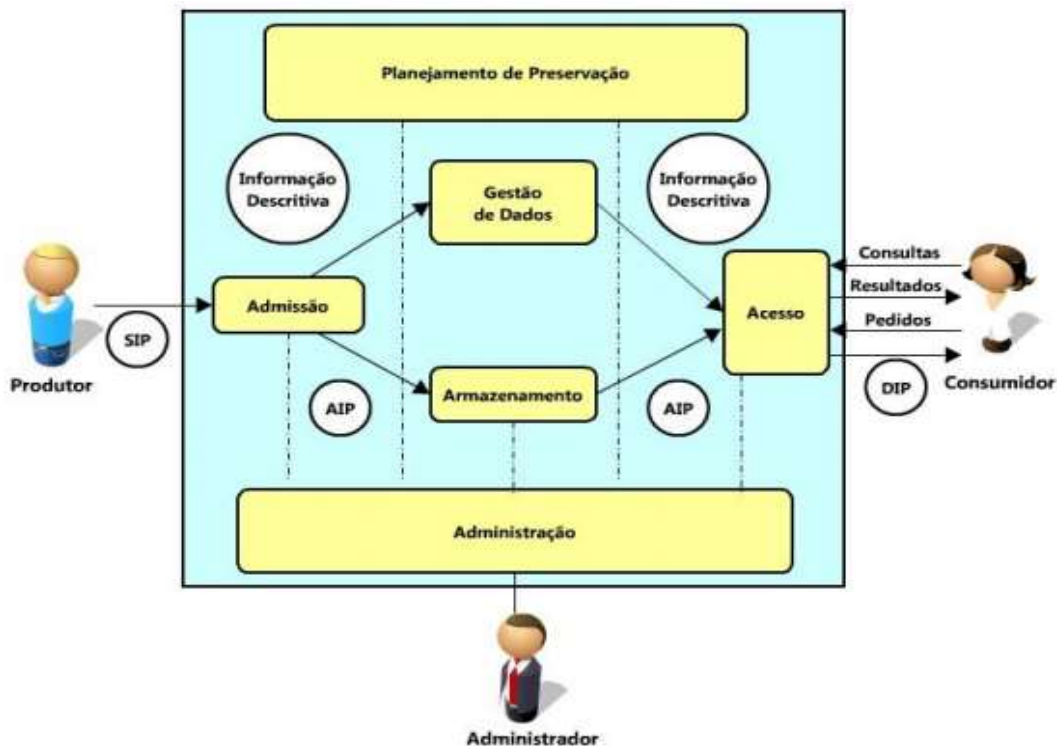 Planejamento de Preservação
Informação
Descritiva
Gestão
de Dados
Informação
Descritiva
Produtor
SIP
Admissão
AIP
Armazenamento
AIP
Acesso
Consultas
Resultados
Pedidos
DIP
Consumidor
Administração
Administrador